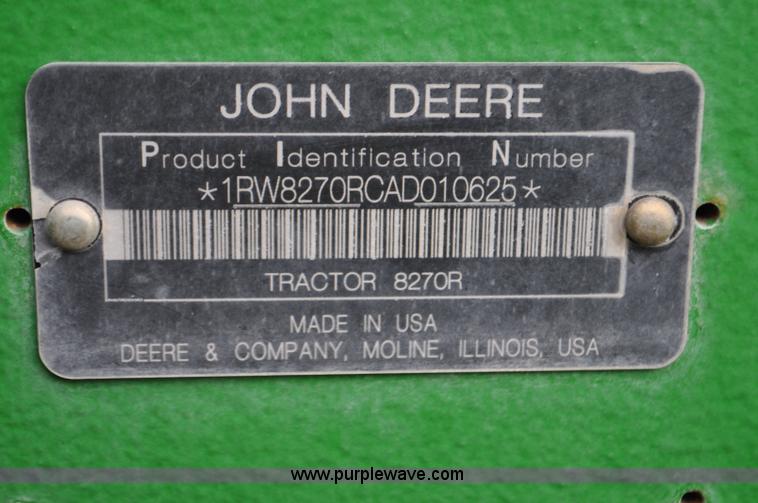 JOHN DEERE
Product Identification Number
*1RW8270RCAD010625*
TRACTOR 8270R
MADE IN USA
DEERE & COMPANY, MOLINE, ILLINOIS, USA
www.purplewave.com